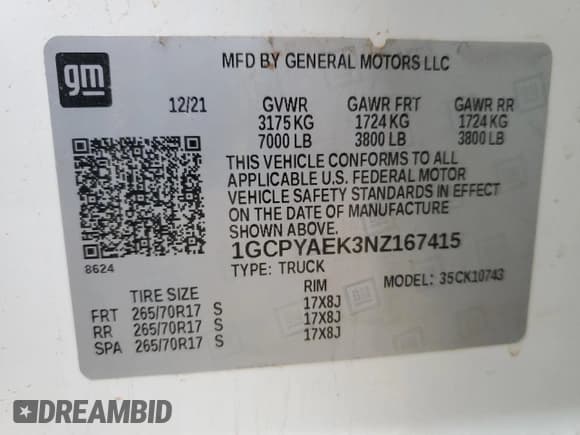 gm
MFD BY GENERAL MOTORS LLC
12/21 GVWR GAWR FRT GAWR RR
3175 KG 1724 KG 1724 KG
7000 LB 3800 LB 3800 LB
THIS VEHICLE CONFORMS TO ALL
APPLICABLE U.S. FEDERAL MOTOR
VEHICLE SAFETY STANDARDS IN EFFECT
ON THE DATE OF MANUFACTURE
SHOWN ABOVE.
8624
1GCPYAEK3NZ167415
TYPE: TRUCK
MODEL: 35CK10743
TIRE SIZE RIM
FRT 265/70R17 S 17X8J
RR 265/70R17 S 17X8J
SPA 265/70R17 S 17X8J
DREAMBID